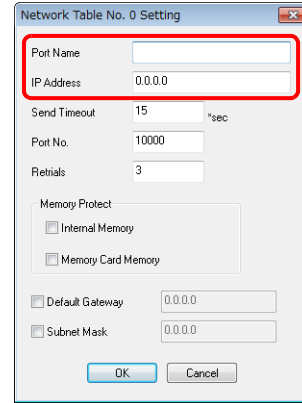 Network Table No. 0 Setting
Port Name
IP Address 0.0.0.0
Send Timeout 15 *sec
Port No. 10000
Retrials 3
Memory Protect
Internal Memory
Memory Card Memory
Default Gateway 0.0.0.0
Subnet Mask 0.0.0.0
OK Cancel